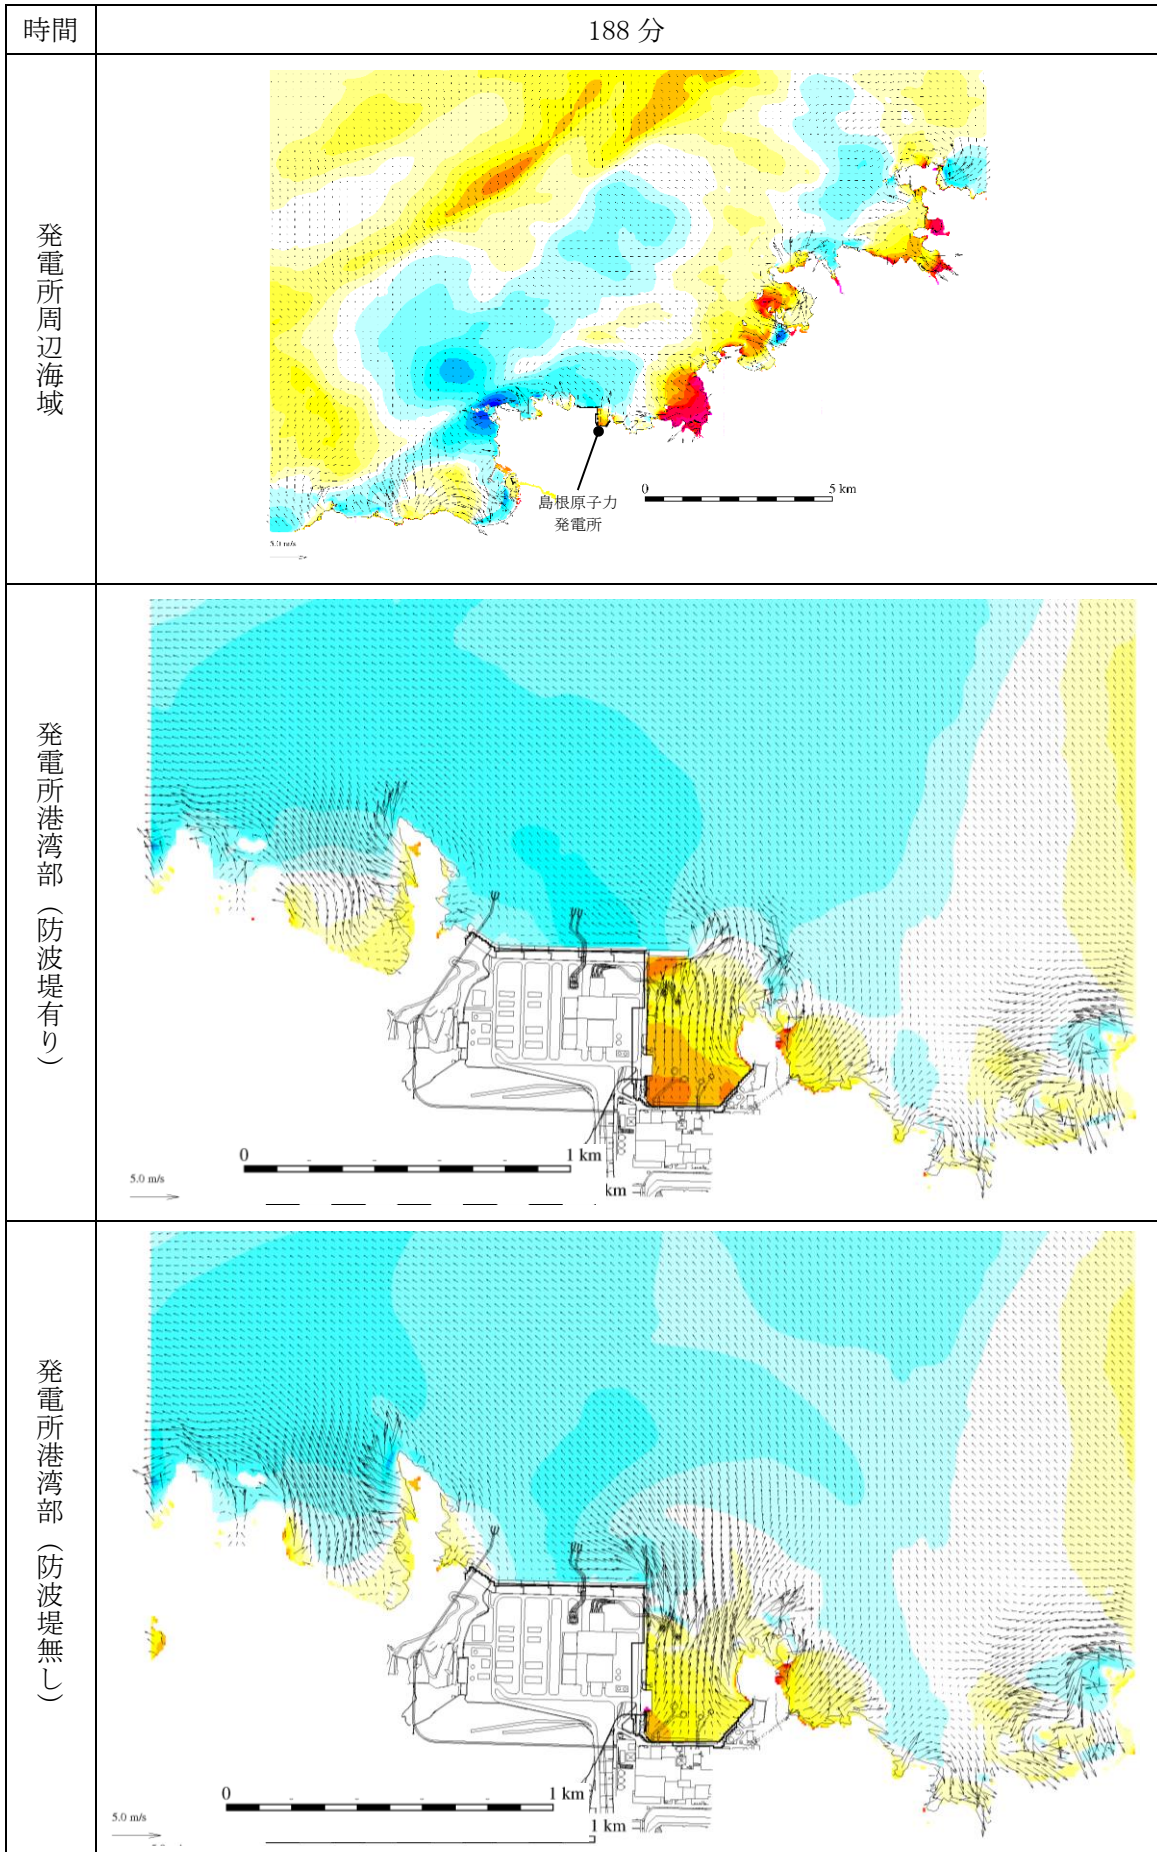 時間
188 分
発電所周辺海域
島根原子力
発電所
0
5 km
5.0 m/s
発電所港湾部（防波堤有り）
0
1 km
5.0 m/s
km
発電所港湾部（防波堤無し）
0
1 km
5.0 m/s
1 km